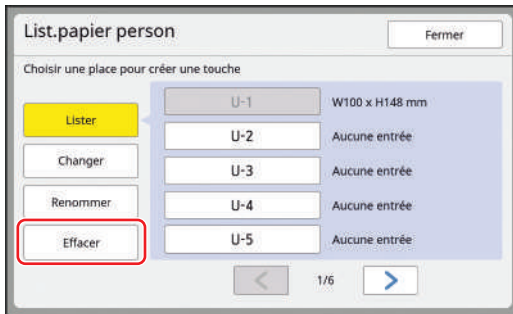 List.papier person
Fermer
Choisir une place pour créer une touche
Lister
Changer
Renommer
Effacer
U-1 W100 x H148 mm
U-2 Aucune entrée
U-3 Aucune entrée
U-4 Aucune entrée
U-5 Aucune entrée
1/6